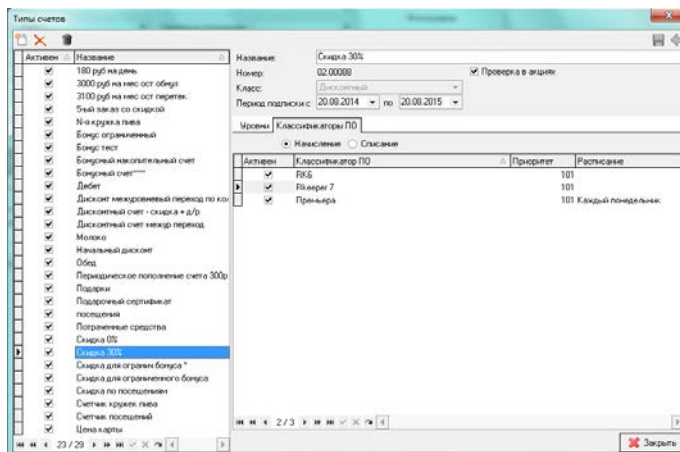 Типы счетов
Активен Название
180 руб на день
3000 руб на мес ост обнул
3100 руб на мес ост перетек
5-ый заказ со скидкой
N-я кружка пива
Бонус ограниченный
Бонус тест
Бонусный накопительный счет
Бонусный счет****
Дебет
Дисконт межуровневый переход по ко
Дисконтный счет - скидка + д/р
Дисконтный счет межур переход
Молоко
Начальный дисконт
Обед
Периодическое пополнение счета 300р
Подарки
Подарочный сертификат
посещения
Потраченные средства
Скидка 0%
Скидка 30%
Скидка для огранич бонуса *
Скидка для ограниченного бонуса
Скидка по посещениям
Счетчик кружек пива
Счетчик посещений
Цена карты
23 / 29
Название: Скидка 30%
Номер: 02.00008 Проверка в акциях
Класс: Дисконтный
Период подписки с 20.08.2014 по 20.08.2015
Уровни Классификаторы ПО
Начисление Списание
Активен Классификатор ПО Приоритет Расписание
RK6 101
RKeeper 7 101
Премьера 101 Каждый понедельник
2 / 3
Закрыть